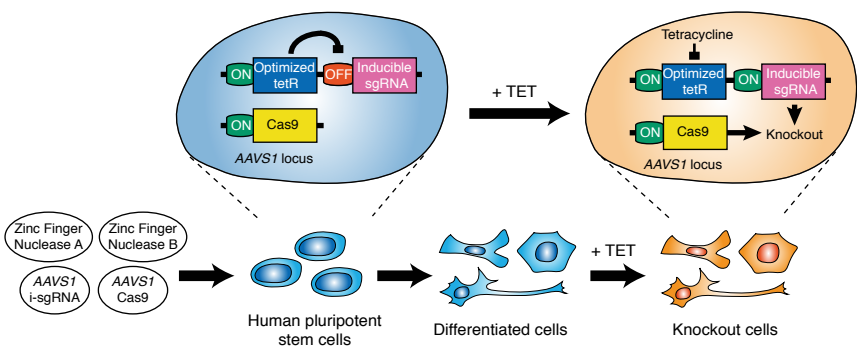 ON
Optimized
tetR
OFF
Inducible
sgRNA
ON
Cas9
AAVS1 locus
+ TET
Tetracycline
ON
Optimized
tetR
ON
Inducible
sgRNA
ON
Cas9
Knockout
AAVS1 locus
Zinc Finger
Nuclease A
Zinc Finger
Nuclease B
AAVS1
i-sgRNA
AAVS1
Cas9
Human pluripotent
stem cells
Differentiated cells
+ TET
Knockout cells